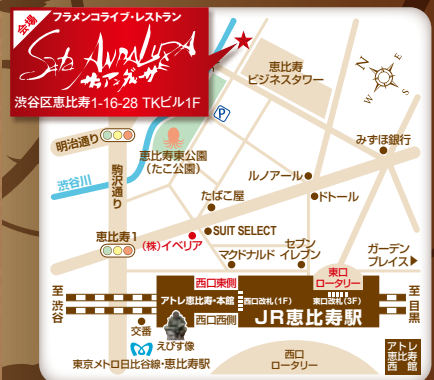 会場
フラメンコライブ・レストラン
Sala ANDALUZA
サラ アンダルーサ
渋谷区恵比寿1-16-28 TKビル1F
恵比寿
ビジネスタワー
N
E
W
S
P
明治通り
恵比寿東公園
(たこ公園)
みずほ銀行
渋谷川
駒沢通り
ルノアール
ドトール
たばこ屋
恵比寿1
SUIT SELECT
(株)イベリア
マクドナルド
セブン
イレブン
ガーデン
プレイス
西口東側
東口
ロータリー
至渋谷
アトレ恵比寿・本館
西口改札(1F)
東口改札(3F)
至目黒
西口西側
JR恵比寿駅
交番
えびす像
東京メトロ日比谷線・恵比寿駅
西口
ロータリー
アトレ
恵比寿
西館